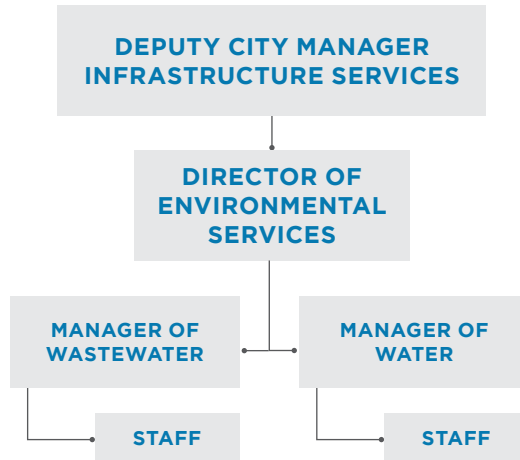 DEPUTY CITY MANAGER
INFRASTRUCTURE SERVICES
DIRECTOR OF
ENVIRONMENTAL
SERVICES
MANAGER OF
WASTEWATER
MANAGER OF
WATER
STAFF
STAFF